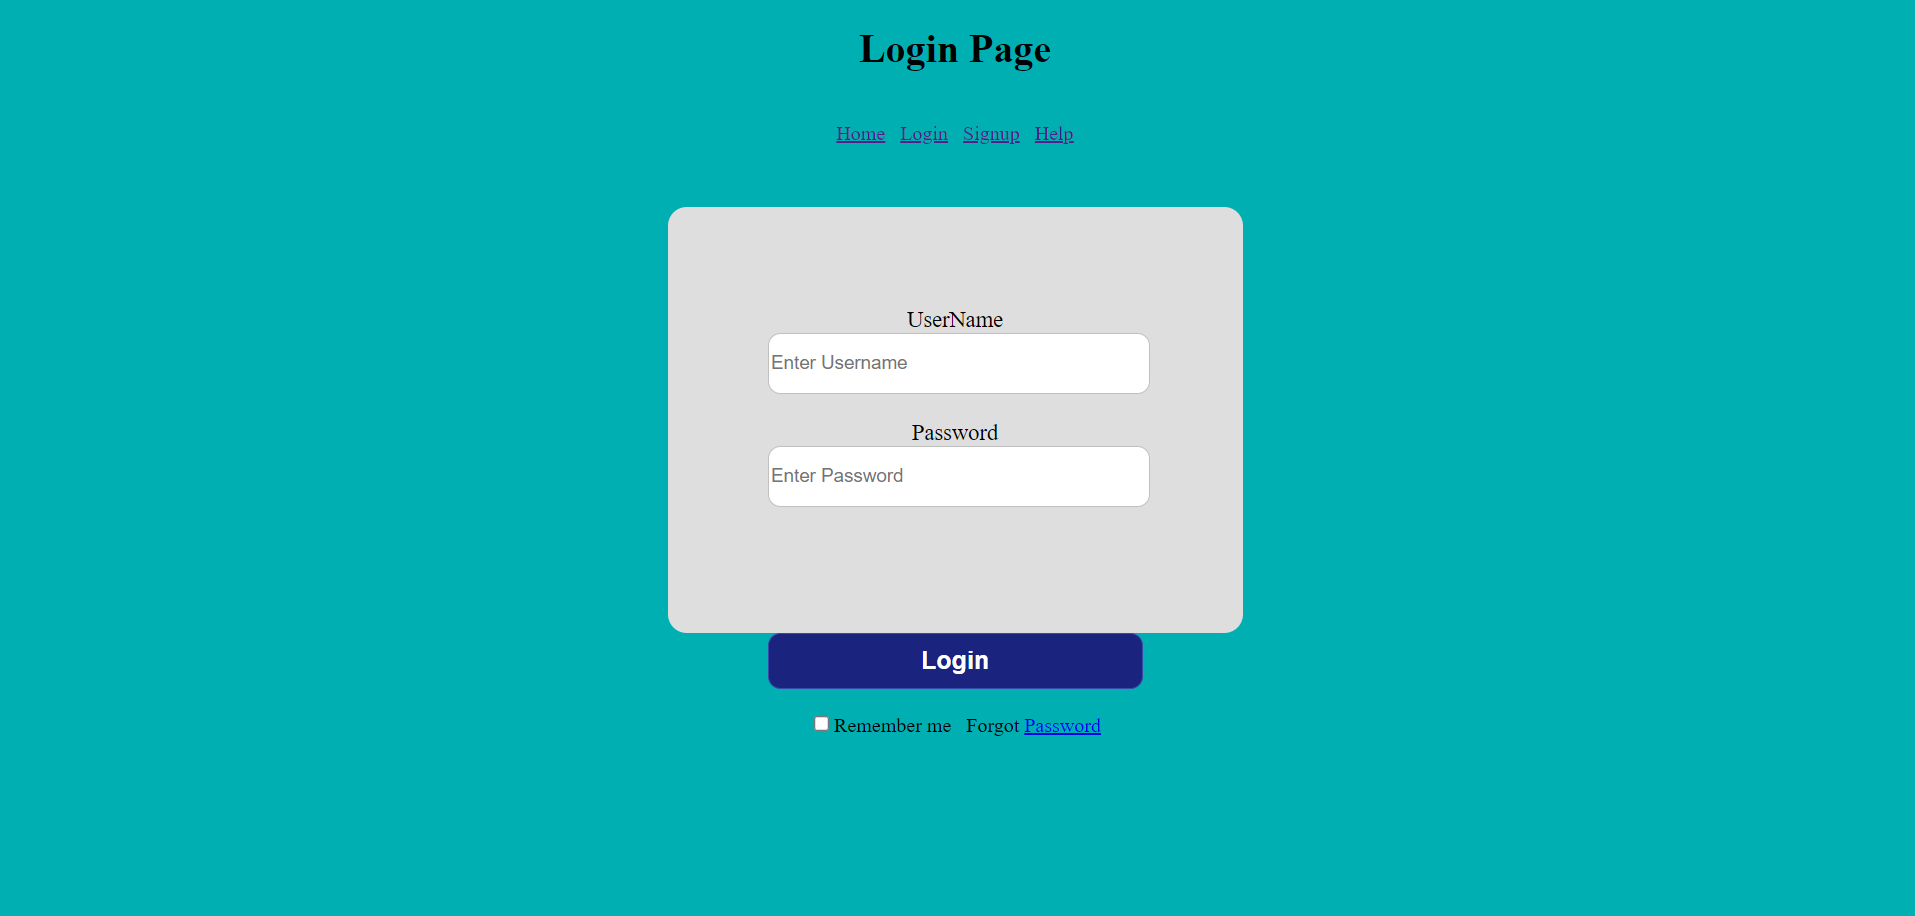 Login Page
Home Login Signup Help
UserName
Enter Username
Password
Enter Password
Login
Remember me Forgot Password